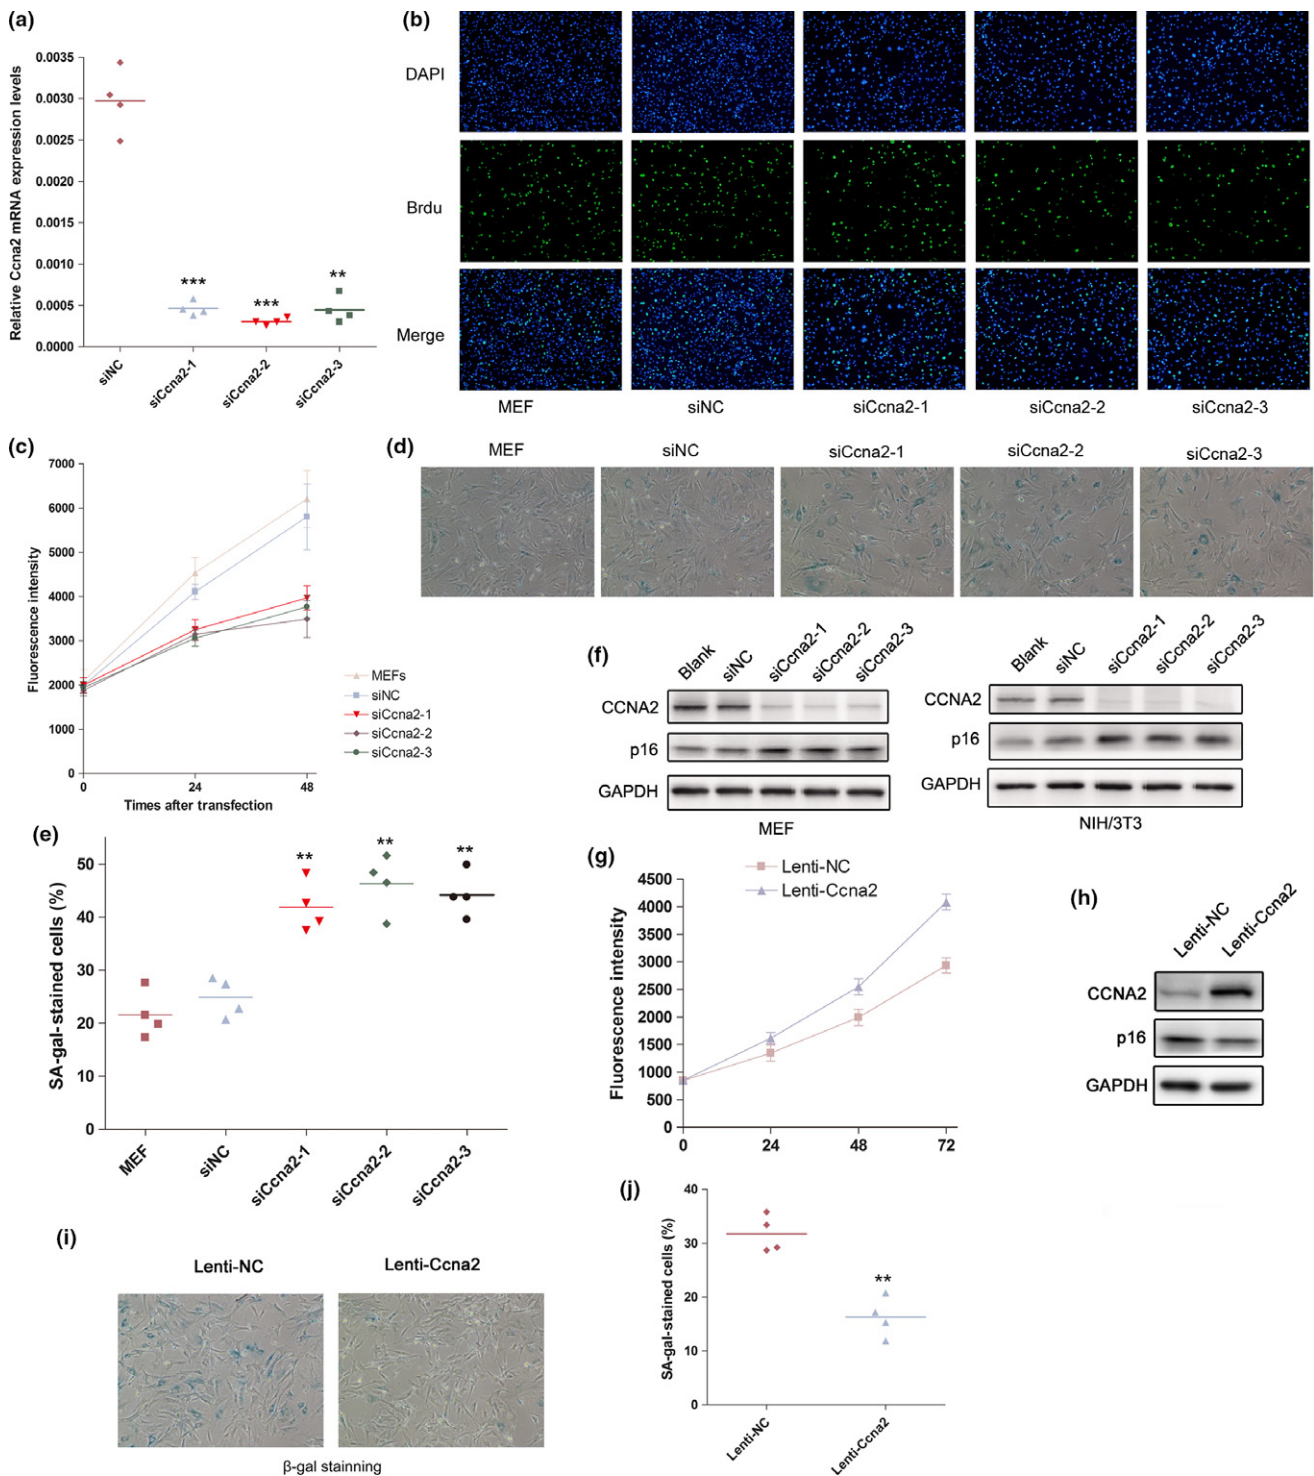 (a)
Relative Ccna2 mRNA expression levels
0.0035
0.0030
0.0025
0.0020
0.0015
0.0010
0.0005
0.0000
***
***
**
siNC
siCcna2-1
siCcna2-2
siCcna2-3
(b)
DAPI
Brdu
Merge
MEF
siNC
siCcna2-1
siCcna2-2
siCcna2-3
(c)
Fluorescence intensity
7000
6000
5000
4000
3000
2000
1000
0
0
24
48
Times after transfection
MEFs
siNC
siCcna2-1
siCcna2-2
siCcna2-3
(d)
MEF
siNC
siCcna2-1
siCcna2-2
siCcna2-3
(e)
SA-gal-stained cells (%)
50
40
30
20
10
0
**
**
**
MEF
siNC
siCcna2-1
siCcna2-2
siCcna2-3
(f)
Blank
siNC
siCcna2-1
siCcna2-2
siCcna2-3
CCNA2
p16
GAPDH
MEF
Blank
siNC
siCcna2-1
siCcna2-2
siCcna2-3
CCNA2
p16
GAPDH
NIH/3T3
(g)
Lenti-NC
Lenti-Ccna2
Fluorescence intensity
4500
4000
3500
3000
2500
2000
1500
1000
500
0
0
24
48
72
(h)
Lenti-NC
Lenti-Ccna2
CCNA2
p16
GAPDH
(i)
Lenti-NC
Lenti-Ccna2
β-gal stainning
(j)
SA-gal-stained cells (%)
40
30
20
10
0
**
Lenti-NC
Lenti-Ccna2